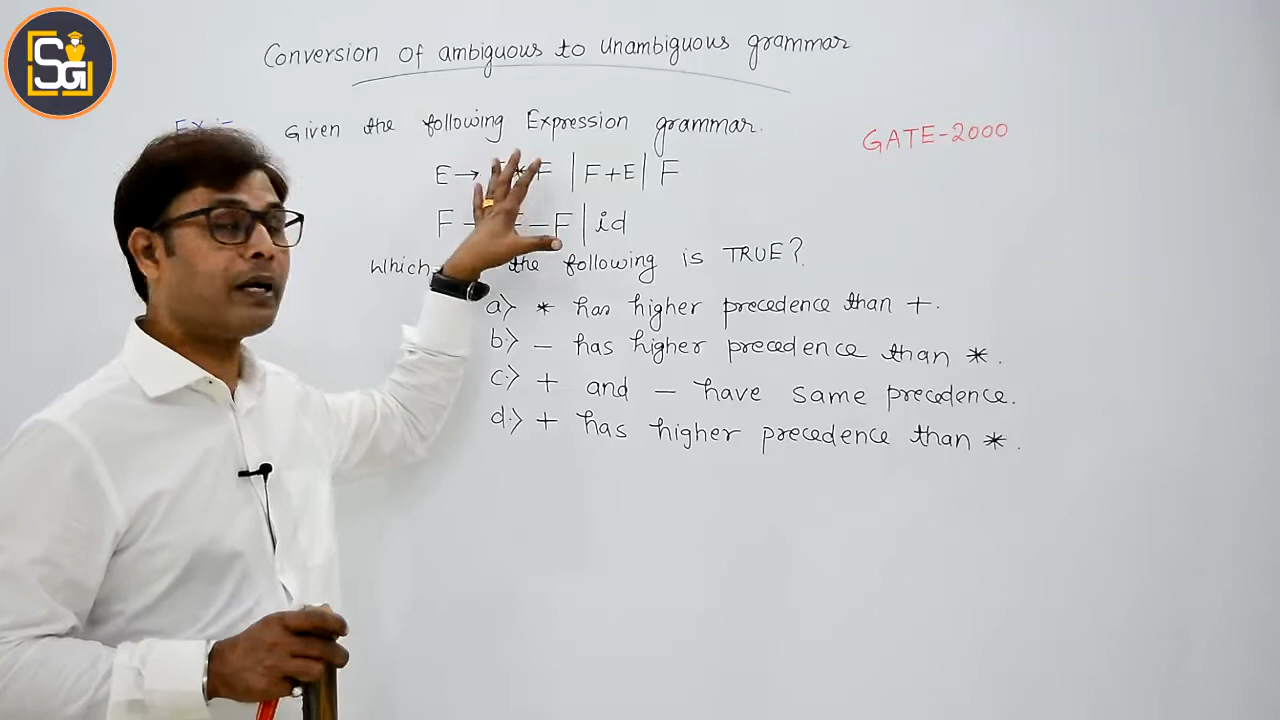 SG
Conversion of ambiguous to unambiguous grammar
Ex:- Given the following Expression grammar.
GATE-2000
E → * F | F + E | F
F - F | id
Which the following is TRUE?
a) * has higher precedence than +.
b) - has higher precedence than *.
c) + and - have same precedence.
d) + has higher precedence than *.